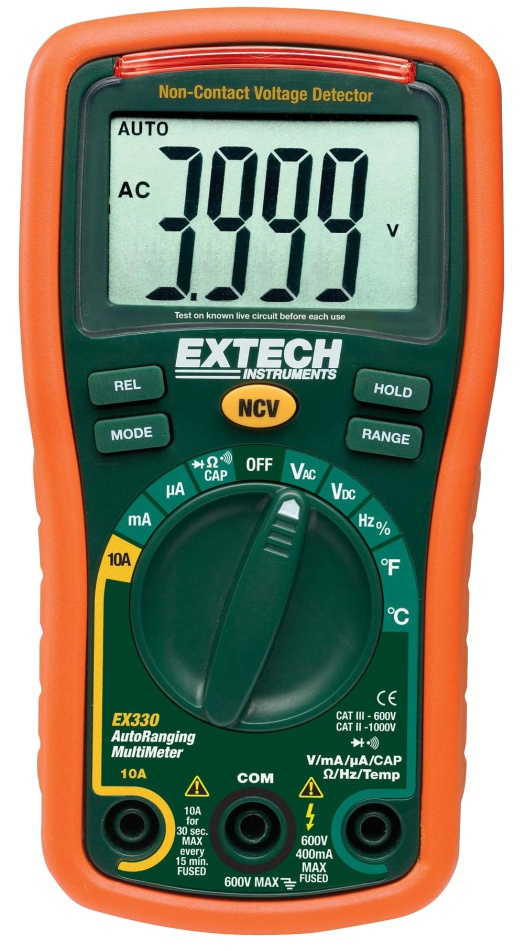 Non-Contact Voltage Detector
AUTO
AC
3.999
V
Test on known live circuit before each use
EXTECH
INSTRUMENTS
REL
HOLD
NCV
MODE
RANGE
OFF
Ω
CAP
VAC
µA
VDC
mA
Hz%
10A
°F
°C
CE
EX330
AutoRanging
MultiMeter
CAT III - 600V
CAT II -1000V
V/mA/µA/CAP
Ω/Hz/Temp
10A
COM
10A
for
30 sec.
MAX
every
15 min.
FUSED
600V
400mA
MAX
FUSED
600V MAX